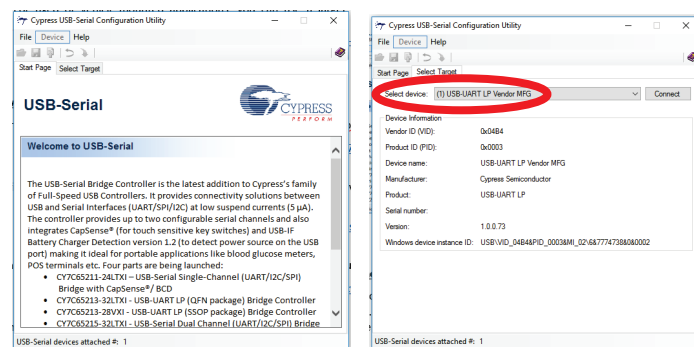 Cypress USB-Serial Configuration Utility
File Device Help
Start Page Select Target
USB-Serial
CYPRESS
PERFORM
Welcome to USB-Serial
The USB-Serial Bridge Controller is the latest addition to Cypress's family
of Full-Speed USB Controllers. It provides connectivity solutions between
USB and Serial Interfaces (UART/SPI/I2C) at low suspend currents (5 µA).
The controller provides up to two configurable serial channels and also
integrates CapSense® (for touch sensitive key switches) and USB-IF
Battery Charger Detection version 1.2 (to detect power source on the USB
port) making it ideal for portable applications like blood glucose meters,
POS terminals etc. Four parts are being launched:
• CY7C65211-24LTXI – USB-Serial Single-Channel (UART/I2C/SPI)
Bridge with CapSense®/ BCD
• CY7C65213-32LTXI - USB-UART LP (QFN package) Bridge Controller
• CY7C65213-28VXI - USB-UART LP (SSOP package) Bridge Controller
• CY7C65215-32LTXI - USB-Serial Dual Channel (UART/I2C/SPI) Bridge
USB-Serial devices attached #: 1
Cypress USB-Serial Configuration Utility
File Device Help
Start Page Select Target
Select device: (1) USB-UART LP Vendor MFG Connect
Device Information
Vendor ID (VID): 0x04B4
Product ID (PID): 0x0003
Device name: USB-UART LP Vendor MFG
Manufacturer: Cypress Semiconductor
Product: USB-UART LP
Serial number:
Version: 1.0.0.73
Windows device instance ID: USB\VID_04B4&PID_0003&MI_02\6&7774738&0&0002
USB-Serial devices attached #: 1